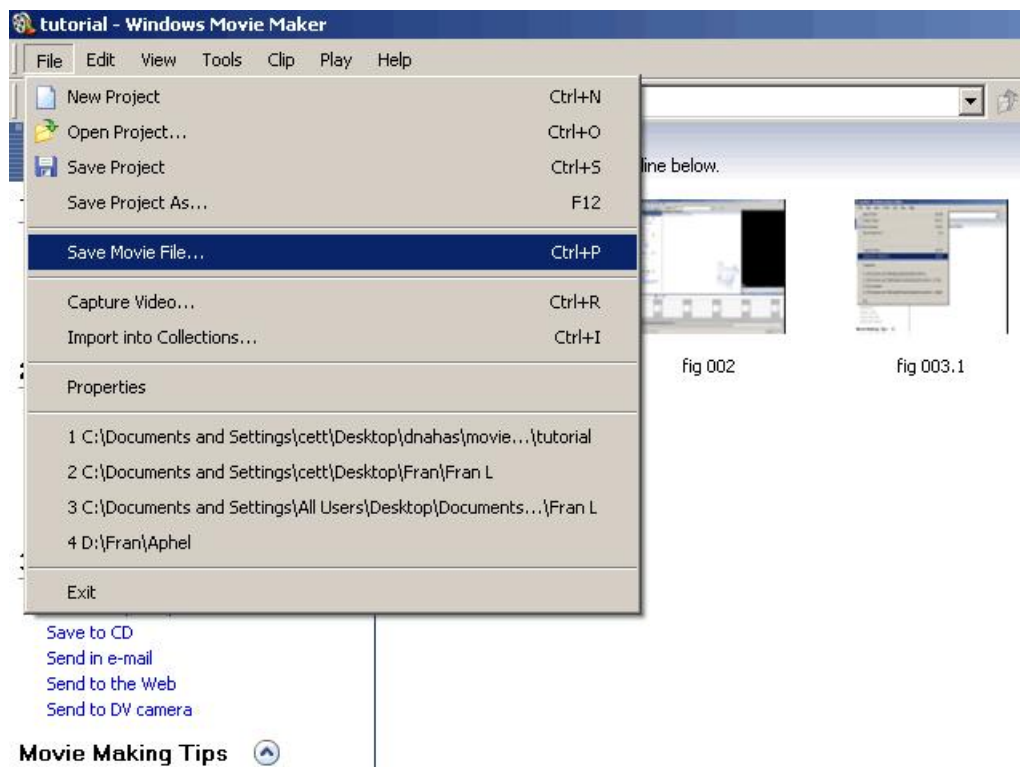 tutorial - Windows Movie Maker
File Edit View Tools Clip Play Help
New Project Ctrl+N
Open Project... Ctrl+O
Save Project Ctrl+S
line below.
Save Project As... F12
Save Movie File... Ctrl+P
Capture Video... Ctrl+R
Import into Collections... Ctrl+I
fig 002 fig 003.1
Properties
1 C:\Documents and Settings\cett\Desktop\dnahas\movie...\tutorial
2 C:\Documents and Settings\cett\Desktop\Fran\Fran L
3 C:\Documents and Settings\All Users\Desktop\Documents...\Fran L
4 D:\Fran\Aphel
Exit
Save to CD
Send in e-mail
Send to the Web
Send to DV camera
Movie Making Tips